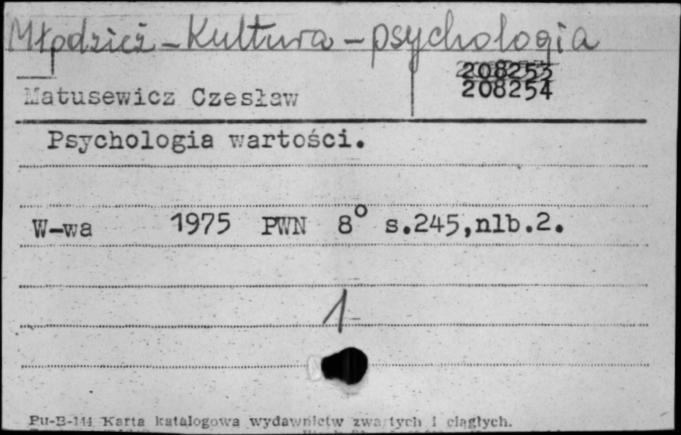 Młodzież - Kultura - psychologia
208253
208254
Matusewicz Czesław
Psychologia wartości.
W-wa 1975 PWN 8° s.245,nlb.2.
1
Pu-B-144 Karta katalogowa wydawnictw zwartych i ciągłych.